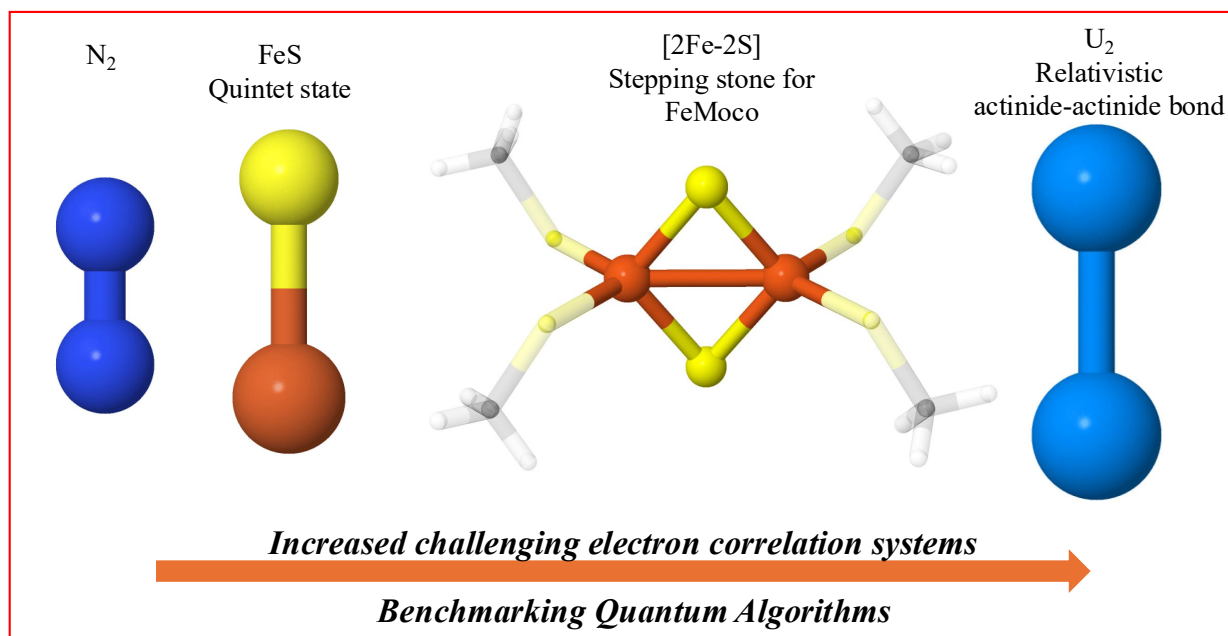 N₂
FeS
Quintet state
[2Fe-2S]
Stepping stone for
FeMoco
U₂
Relativistic
actinide-actinide bond
Increased challenging electron correlation systems
Benchmarking Quantum Algorithms